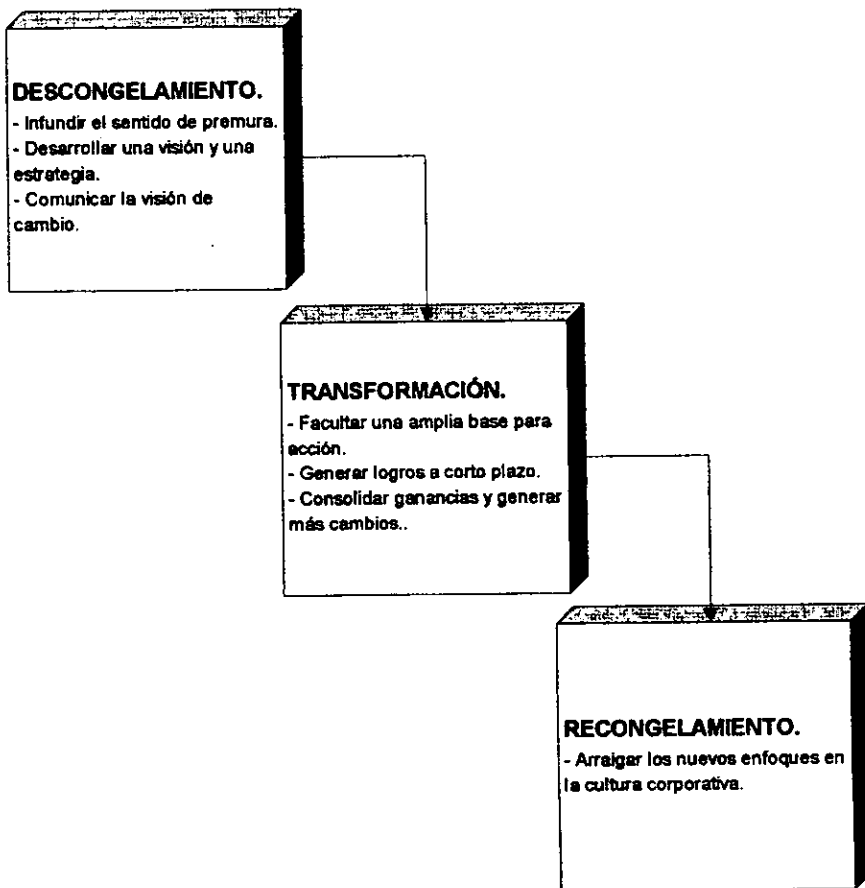 DESCONGELAMIENTO.
- Infundir el sentido de premura.
- Desarrollar una visión y una
estrategia.
- Comunicar la visión de
cambio.
TRANSFORMACIÓN.
- Facultar una amplia base para
acción.
- Generar logros a corto plazo.
- Consolidar ganancias y generar
más cambios..
RECONGELAMIENTO.
- Arraigar los nuevos enfoques en
la cultura corporativa.